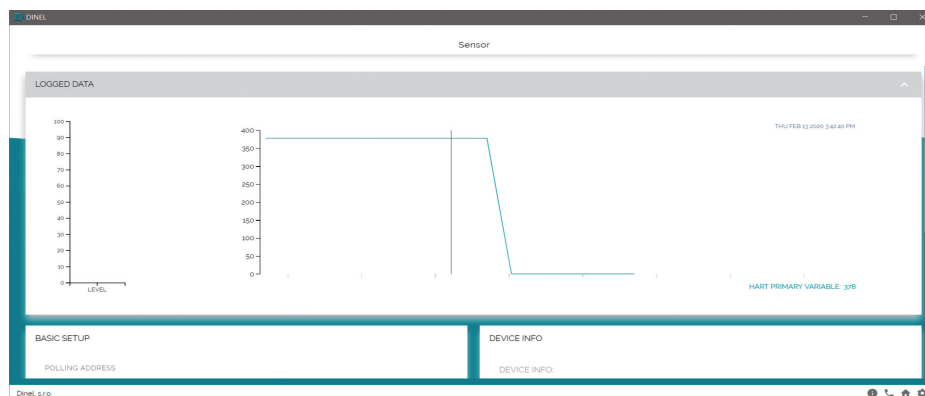 DINEL
Sensor
LOGGED DATA
100
90
80
70
60
50
40
30
20
10
0
LEVEL
400
350
300
250
200
150
100
50
0
THU FEB 13 2020 3:42:40 PM
HART PRIMARY VARIABLE: 378
BASIC SETUP
POLLING ADDRESS
DEVICE INFO
DEVICE INFO:
Dinel, s.r.o.